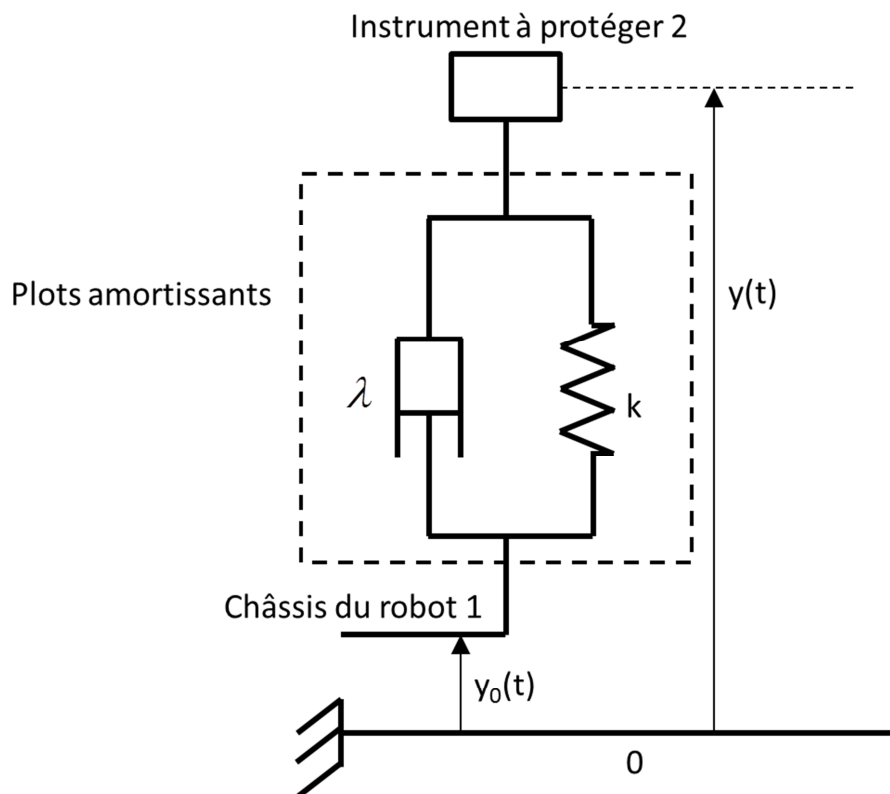 Instrument à protéger 2
Plots amortissants
y(t)
λ
k
Châssis du robot 1
y₀(t)
0